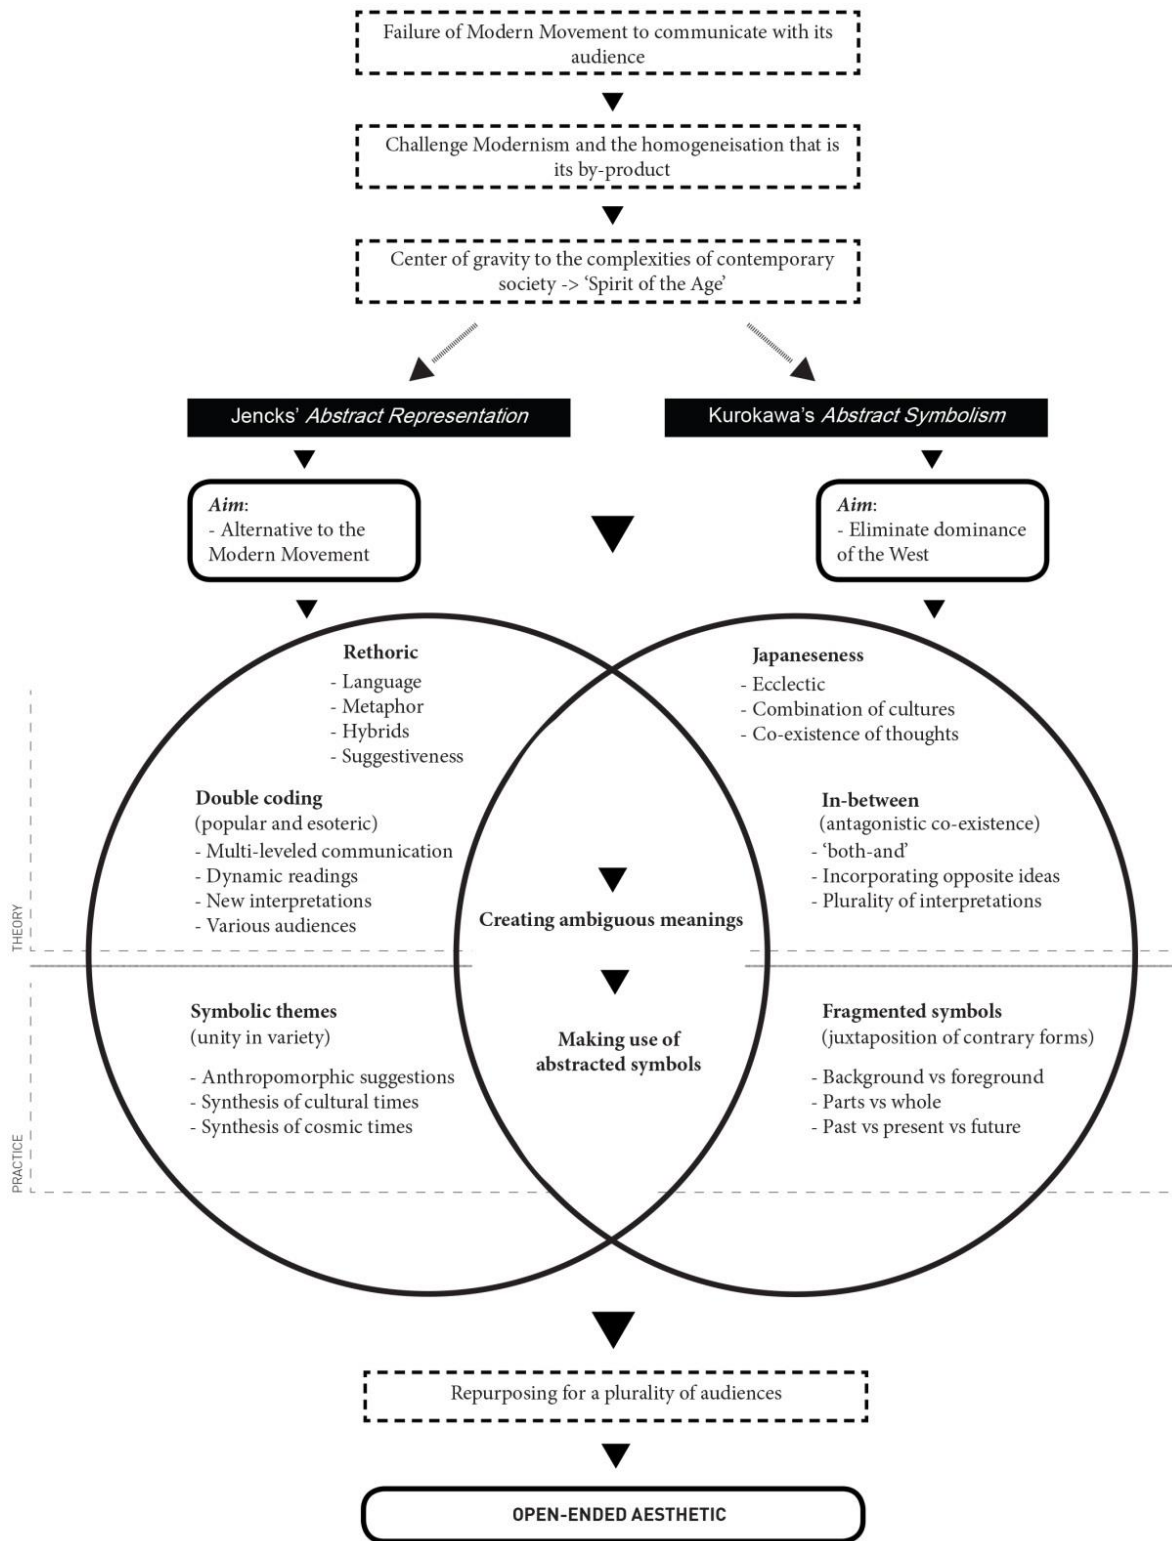 Failure of Modern Movement to communicate with its
audience
Challenge Modernism and the homogeneisation that is
its by-product
Center of gravity to the complexities of contemporary
society -> ‘Spirit of the Age’
Jencks’ Abstract Representation
Kurokawa’s Abstract Symbolism
Aim:
- Alternative to the
Modern Movement
Aim:
- Eliminate dominance
of the West
Rethoric
- Language
- Metaphor
- Hybrids
- Suggestiveness
Japaneseness
- Ecclectic
- Combination of cultures
- Co-existence of thoughts
Double coding
(popular and esoteric)
- Multi-leveled communication
- Dynamic readings
- New interpretations
- Various audiences
In-between
(antagonistic co-existence)
- ‘both-and’
- Incorporating opposite ideas
- Plurality of interpretations
Creating ambiguous meanings
THEORY
Symbolic themes
(unity in variety)
- Anthropomorphic suggestions
- Synthesis of cultural times
- Synthesis of cosmic times
Making use of
abstracted symbols
Fragmented symbols
(juxtaposition of contrary forms)
- Background vs foreground
- Parts vs whole
- Past vs present vs future
PRACTICE
Repurposing for a plurality of audiences
OPEN-ENDED AESTHETIC